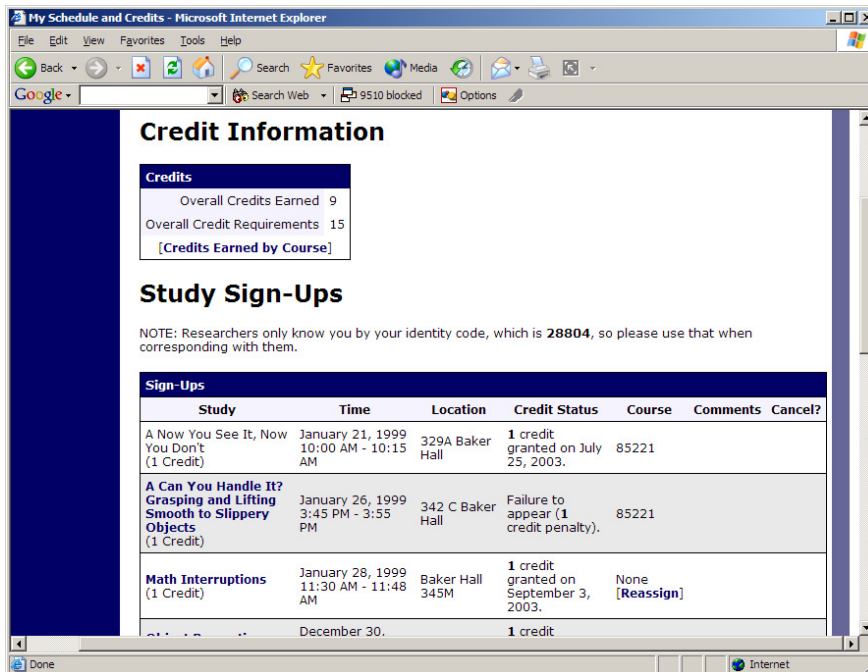 My Schedule and Credits - Microsoft Internet Explorer
File Edit View Favorites Tools Help
Back Search Favorites Media
Google Search Web 9510 blocked Options
Credit Information
Credits
Overall Credits Earned 9
Overall Credit Requirements 15
[Credits Earned by Course]
Study Sign-Ups
NOTE: Researchers only know you by your identity code, which is 28804, so please use that when
corresponding with them.
Sign-Ups
Study Time Location Credit Status Course Comments Cancel?
A Now You See It, Now
You Don't
(1 Credit)
January 21, 1999
10:00 AM - 10:15
AM
329A Baker
Hall
1 credit
granted on July
25, 2003.
85221
A Can You Handle It?
Grasping and Lifting
Smooth to Slippery
Objects
(1 Credit)
January 26, 1999
3:45 PM - 3:55
PM
342 C Baker
Hall
Failure to
appear (1
credit penalty).
85221
Math Interruptions
(1 Credit)
January 28, 1999
11:30 AM - 11:48
AM
Baker Hall
345M
1 credit
granted on
September 3,
2003.
None
[Reassign]
December 30,
1 credit
Done Internet